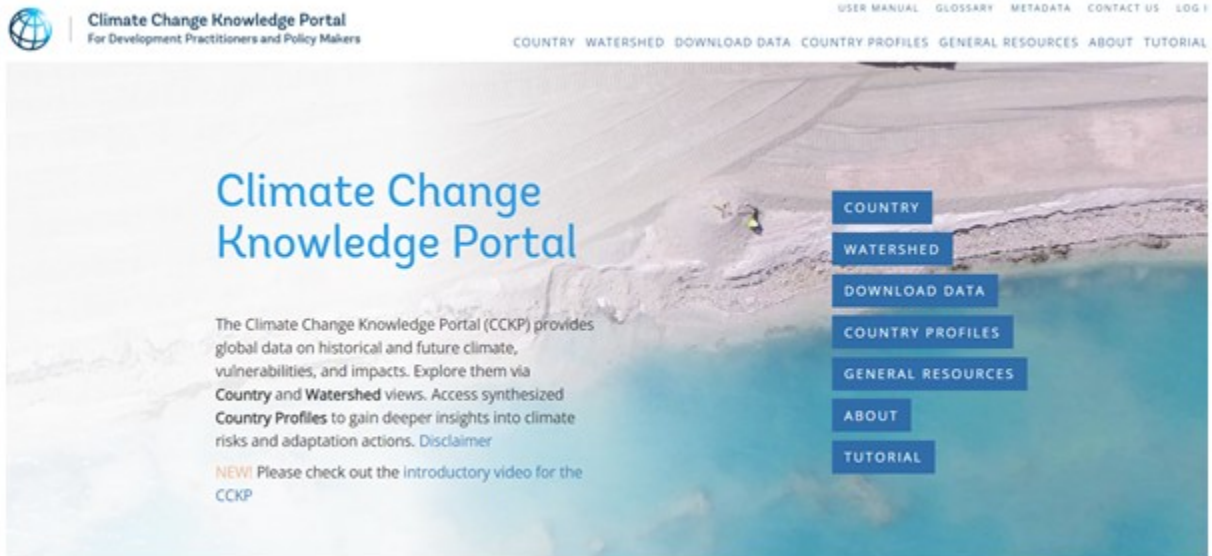 Climate Change Knowledge Portal
For Development Practitioners and Policy Makers
USER MANUAL GLOSSARY METADATA CONTACT US LOG I
COUNTRY WATERSHED DOWNLOAD DATA COUNTRY PROFILES GENERAL RESOURCES ABOUT TUTORIAL
Climate Change
Knowledge Portal
The Climate Change Knowledge Portal (CCKP) provides
global data on historical and future climate,
vulnerabilities, and impacts. Explore them via
Country and Watershed views. Access synthesized
Country Profiles to gain deeper insights into climate
risks and adaptation actions. Disclaimer
NEW! Please check out the introductory video for the
CCKP
COUNTRY
WATERSHED
DOWNLOAD DATA
COUNTRY PROFILES
GENERAL RESOURCES
ABOUT
TUTORIAL